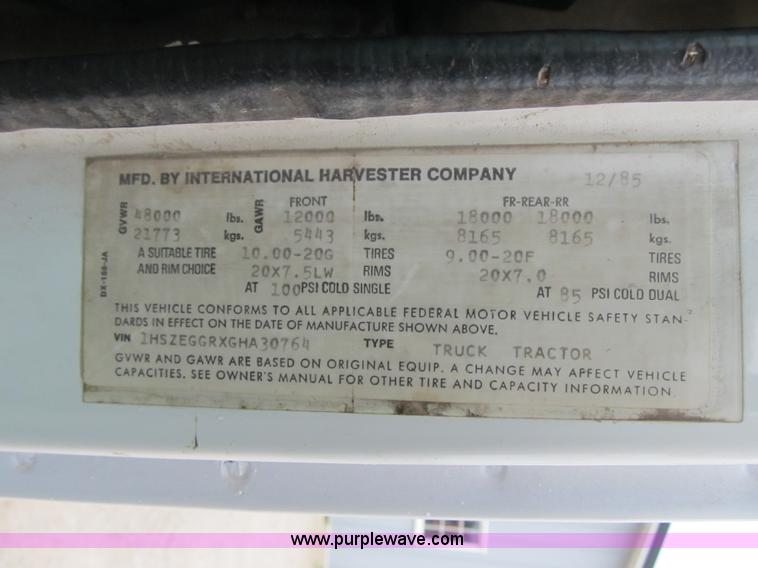 MFD. BY INTERNATIONAL HARVESTER COMPANY 12/85
FRONT FR-REAR-RR
GVWR 48000 lbs. GAWR 12000 lbs. 18000 18000 lbs.
21773 kgs. 5443 kgs. 8165 8165 kgs.
A SUITABLE TIRE 10.00-20G TIRES 9.00-20F TIRES
AND RIM CHOICE 20X7.5LW RIMS 20X7.0 RIMS
AT 100 PSI COLD SINGLE AT 85 PSI COLD DUAL
THIS VEHICLE CONFORMS TO ALL APPLICABLE FEDERAL MOTOR VEHICLE SAFETY STAN-
DARDS IN EFFECT ON THE DATE OF MANUFACTURE SHOWN ABOVE.
VIN 1HSZEGGRXGHA30764 TYPE TRUCK TRACTOR
GVWR AND GAWR ARE BASED ON ORIGINAL EQUIP. A CHANGE MAY AFFECT VEHICLE
CAPACITIES. SEE OWNER'S MANUAL FOR OTHER TIRE AND CAPACITY INFORMATION.
www.purplewave.com